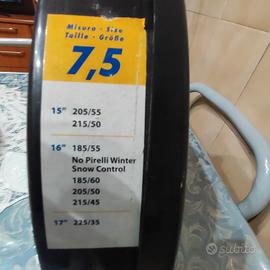 Misura - Size
Taille - Größe
7,5
15" 205/55
215/50
16" 185/55
No Pirelli Winter
Snow Control
185/60
205/50
215/45
17" 225/35
subito